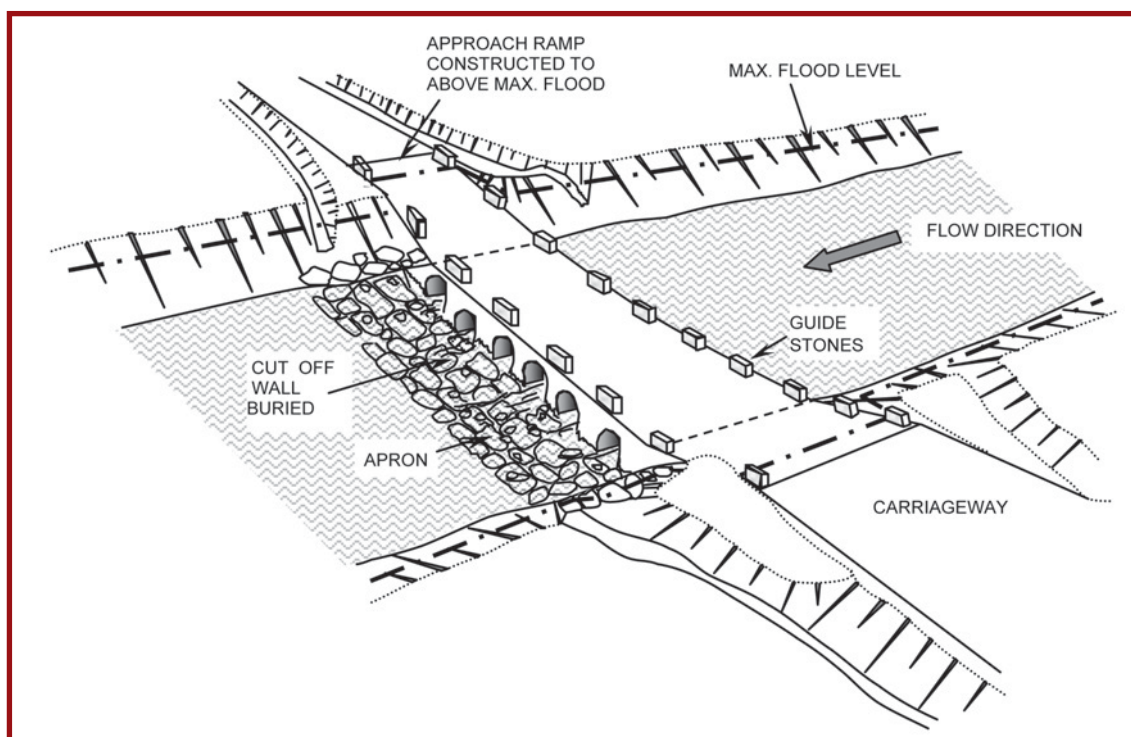 APPROACH RAMP
CONSTRUCTED TO
ABOVE MAX. FLOOD
MAX. FLOOD LEVEL
FLOW DIRECTION
GUIDE
STONES
CUT OFF
WALL
BURIED
APRON
CARRIAGEWAY